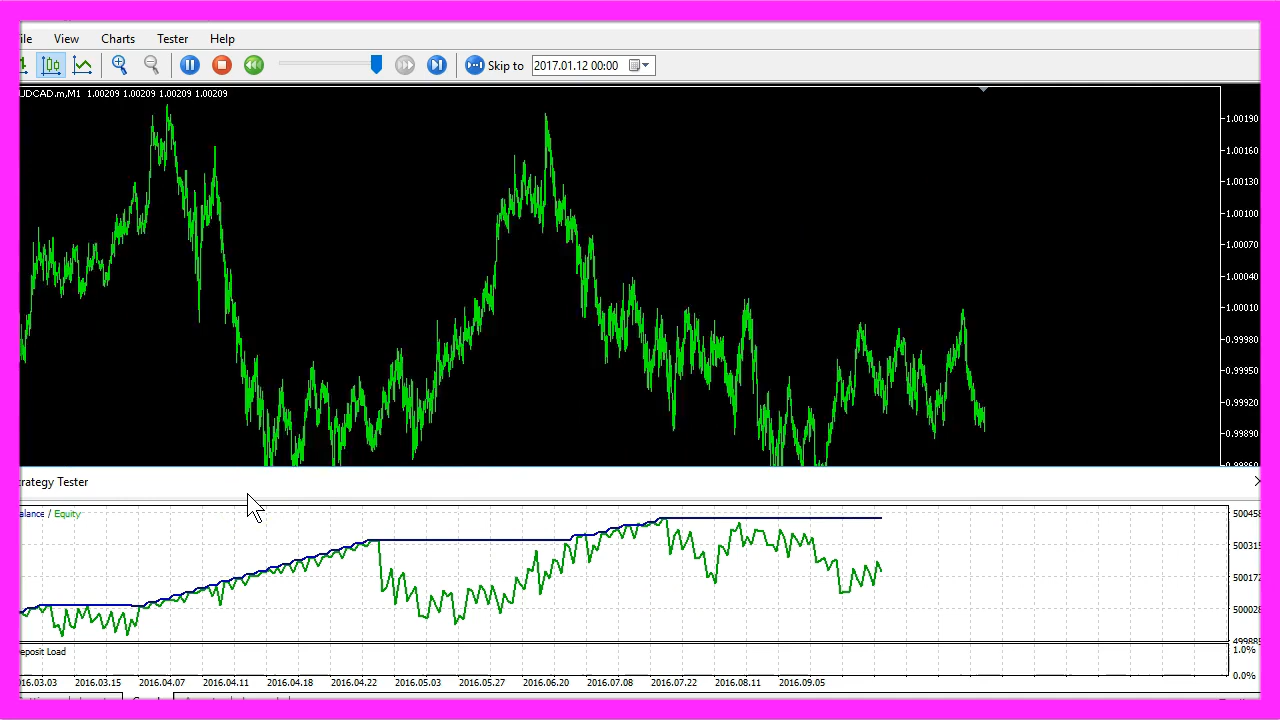 ile View Charts Tester Help
Skip to 2017.01.12 00:00
UDCAD.m,M1 1.00209 1.00209 1.00209 1.00209
1.00190
1.00160
1.00130
1.00100
1.00070
1.00040
1.00010
0.99980
0.99950
0.99920
0.99890
0.99860
trategy Tester
alance / Equity
500458
500315
500172
500028
499885
eposit Load
1.0%
0.0%
016.03.03 2016.03.15 2016.04.07 2016.04.11 2016.04.18 2016.04.22 2016.05.03 2016.05.27 2016.06.20 2016.07.08 2016.07.22 2016.08.11 2016.09.05